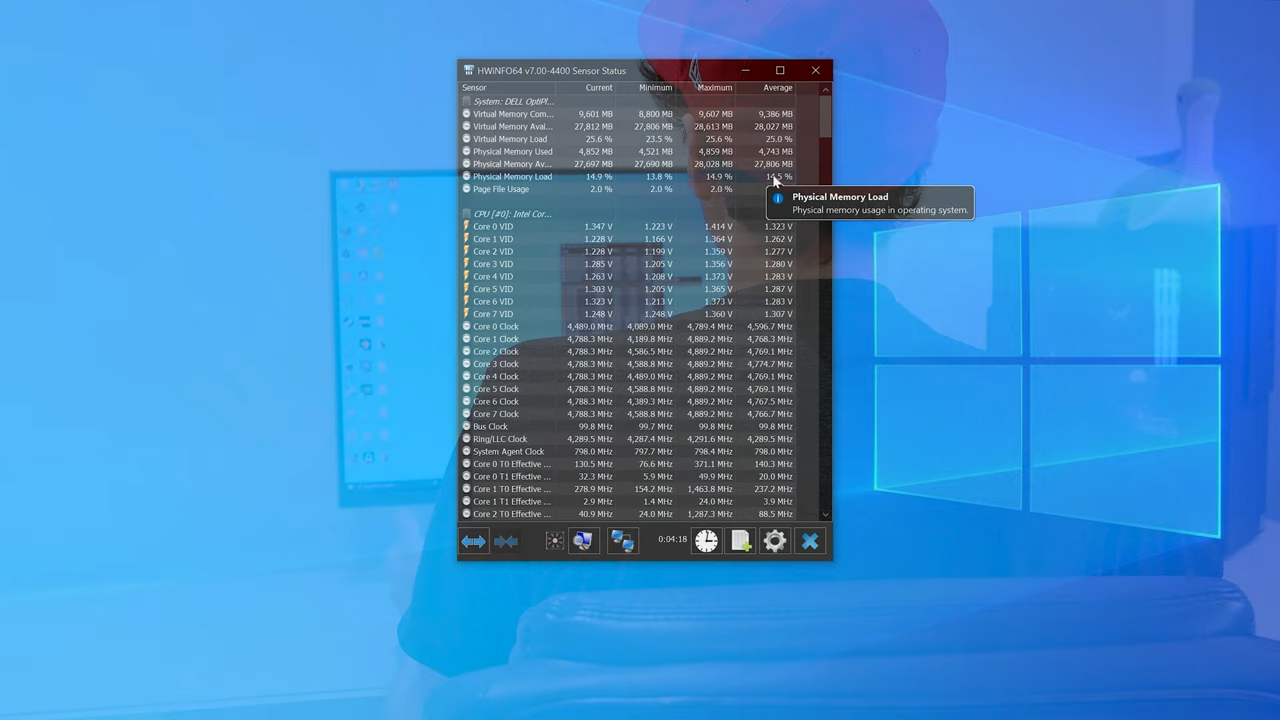 HWiNFO64 v7.00-4400 Sensor Status
Sensor Current Minimum Maximum Average
System: DELL OptiPl...
Virtual Memory Com... 9,601 MB 8,800 MB 9,607 MB 9,386 MB
Virtual Memory Avai... 27,812 MB 27,806 MB 28,613 MB 28,027 MB
Virtual Memory Load 25.6 % 23.5 % 25.6 % 25.0 %
Physical Memory Used 4,852 MB 4,521 MB 4,859 MB 4,743 MB
Physical Memory Av... 27,697 MB 27,690 MB 28,028 MB 27,806 MB
Physical Memory Load 14.9 % 13.8 % 14.9 % 14.5 %
Page File Usage 2.0 % 2.0 % 2.0 %
Physical Memory Load
Physical memory usage in operating system.
CPU [#0]: Intel Cor...
Core 0 VID 1.347 V 1.223 V 1.414 V 1.323 V
Core 1 VID 1.228 V 1.166 V 1.364 V 1.262 V
Core 2 VID 1.228 V 1.199 V 1.359 V 1.277 V
Core 3 VID 1.285 V 1.205 V 1.356 V 1.280 V
Core 4 VID 1.263 V 1.208 V 1.373 V 1.283 V
Core 5 VID 1.303 V 1.205 V 1.365 V 1.287 V
Core 6 VID 1.323 V 1.213 V 1.373 V 1.283 V
Core 7 VID 1.248 V 1.248 V 1.360 V 1.307 V
Core 0 Clock 4,489.0 MHz 4,089.0 MHz 4,789.4 MHz 4,596.7 MHz
Core 1 Clock 4,788.3 MHz 4,189.8 MHz 4,889.2 MHz 4,768.3 MHz
Core 2 Clock 4,788.3 MHz 4,586.5 MHz 4,889.2 MHz 4,769.1 MHz
Core 3 Clock 4,788.3 MHz 4,588.8 MHz 4,889.2 MHz 4,774.7 MHz
Core 4 Clock 4,788.3 MHz 4,489.0 MHz 4,889.2 MHz 4,769.1 MHz
Core 5 Clock 4,788.3 MHz 4,588.8 MHz 4,889.2 MHz 4,769.1 MHz
Core 6 Clock 4,788.3 MHz 4,389.3 MHz 4,889.2 MHz 4,767.5 MHz
Core 7 Clock 4,788.3 MHz 4,588.8 MHz 4,889.2 MHz 4,766.7 MHz
Bus Clock 99.8 MHz 99.7 MHz 99.8 MHz 99.8 MHz
Ring/LLC Clock 4,289.5 MHz 4,287.4 MHz 4,291.6 MHz 4,289.5 MHz
System Agent Clock 798.0 MHz 797.7 MHz 798.4 MHz 798.0 MHz
Core 0 T0 Effective ... 130.5 MHz 76.6 MHz 371.1 MHz 140.3 MHz
Core 0 T1 Effective ... 32.3 MHz 5.9 MHz 49.9 MHz 20.0 MHz
Core 1 T0 Effective ... 278.9 MHz 154.2 MHz 1,463.8 MHz 237.2 MHz
Core 1 T1 Effective ... 2.9 MHz 1.4 MHz 24.0 MHz 3.9 MHz
Core 2 T0 Effective ... 40.9 MHz 24.0 MHz 1,287.3 MHz 88.5 MHz
0:04:18